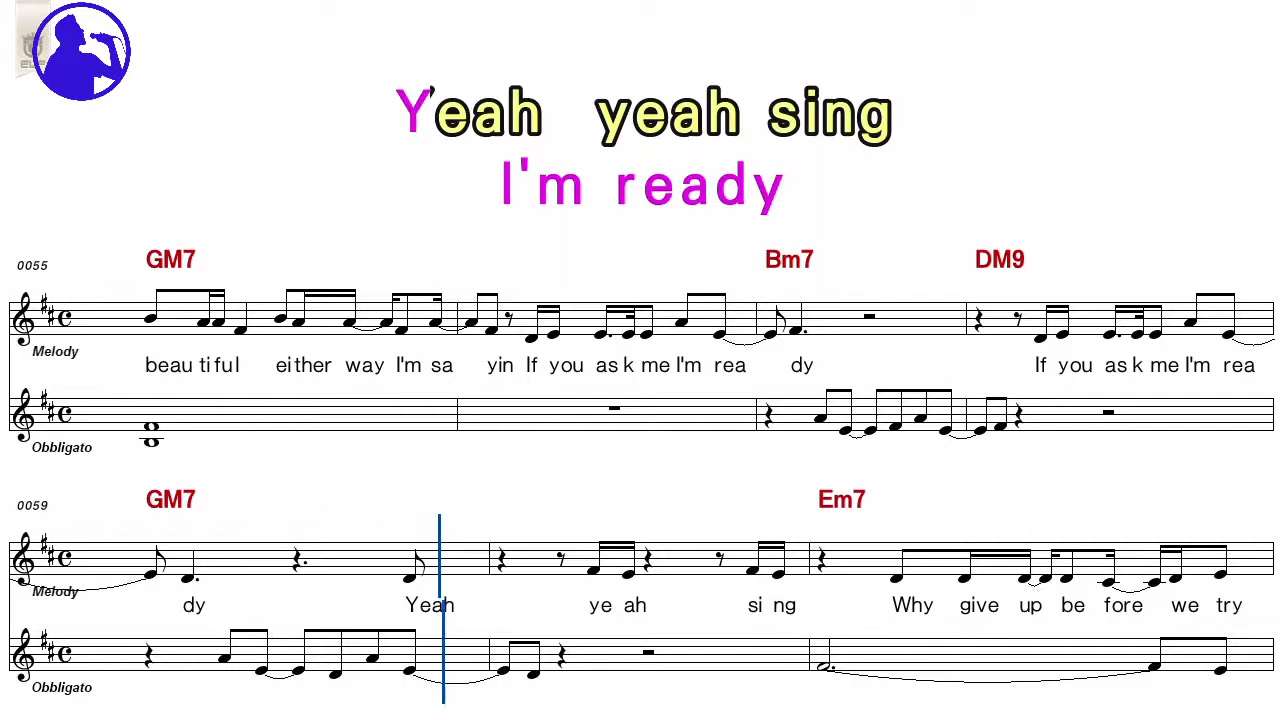 Yeah yeah sing
I'm ready
0055 GM7 Bm7 DM9
Melody
beau ti ful ei ther way I'm sa yin If you as k me I'm rea dy If you as k me I'm rea
Obbligato
0059 GM7 Em7
Melody
dy Yeah ye ah si ng Why give up be fore we try
Obbligato